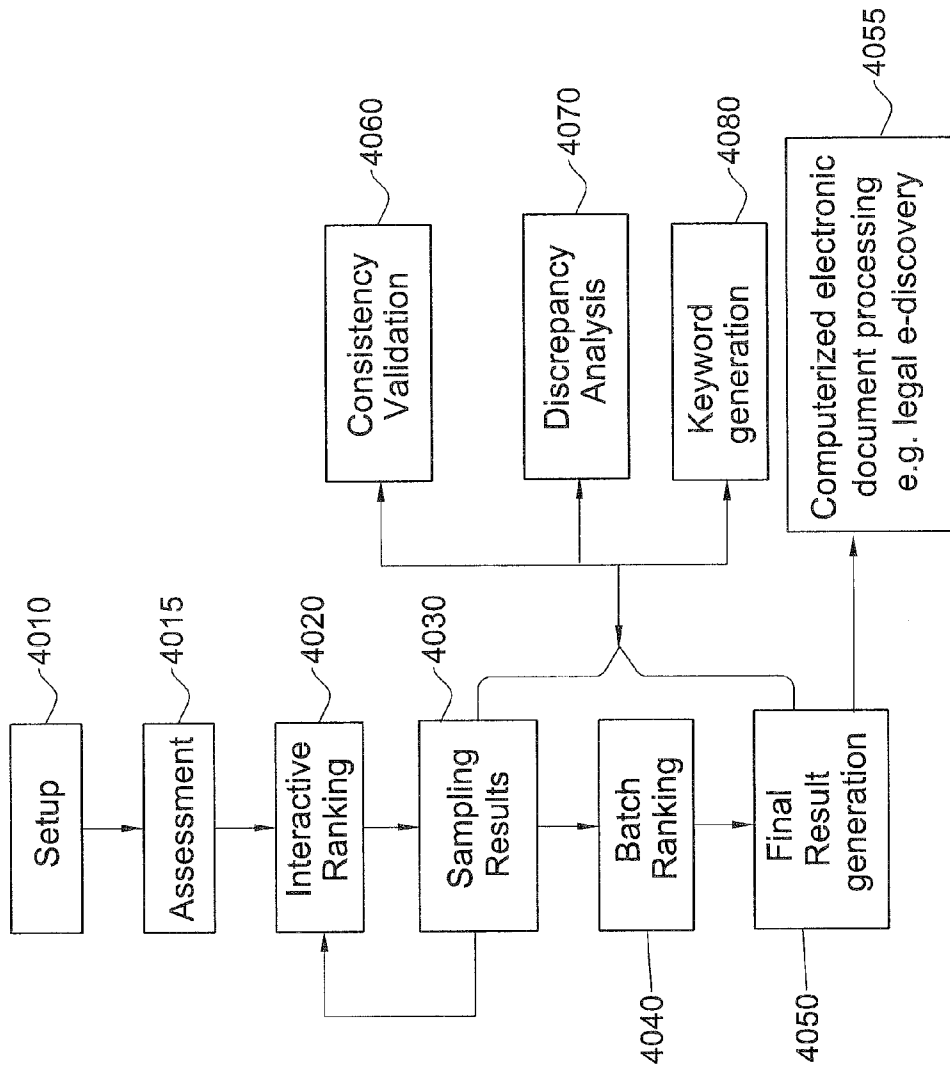 Setup
4010
Assessment
4015
Interactive
Ranking
4020
Sampling
Results
4030
Batch
Ranking
4040
Final
Result
generation
4050
Consistency
Validation
4060
Discrepancy
Analysis
4070
Keyword
generation
4080
Computerized electronic
document processing
e.g. legal e-discovery
4055